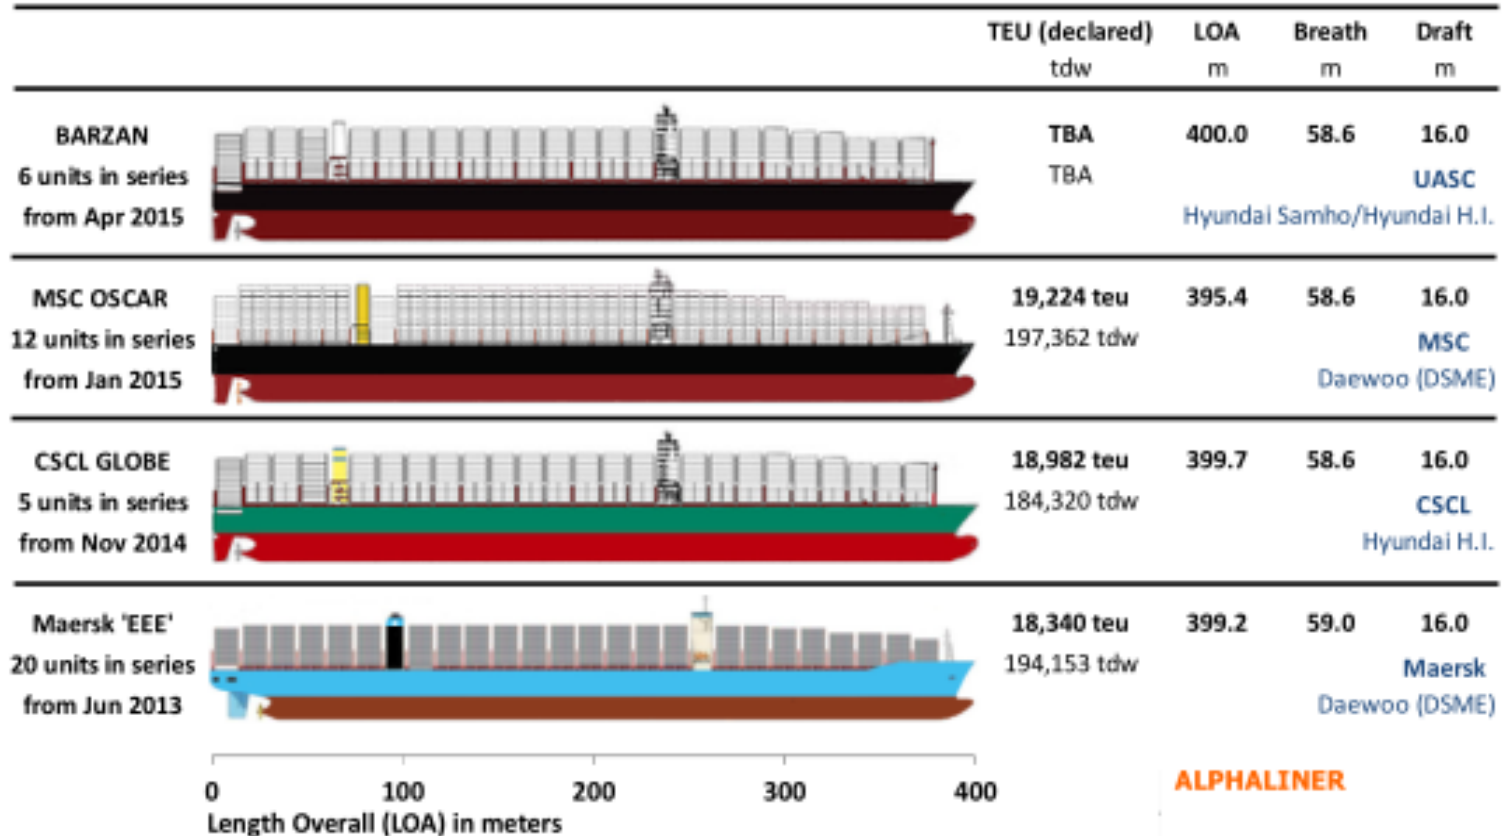 TEU (declared) LOA Breath Draft
tdw m m m
BARZAN TBA 400.0 58.6 16.0
6 units in series TBA UASC
from Apr 2015 Hyundai Samho/Hyundai H.I.
MSC OSCAR 19,224 teu 395.4 58.6 16.0
12 units in series 197,362 tdw MSC
from Jan 2015 Daewoo (DSME)
CSCL GLOBE 18,982 teu 399.7 58.6 16.0
5 units in series 184,320 tdw CSCL
from Nov 2014 Hyundai H.I.
Maersk 'EEE' 18,340 teu 399.2 59.0 16.0
20 units in series 194,153 tdw Maersk
from Jun 2013 Daewoo (DSME)
0 100 200 300 400
Length Overall (LOA) in meters
ALPHALINER